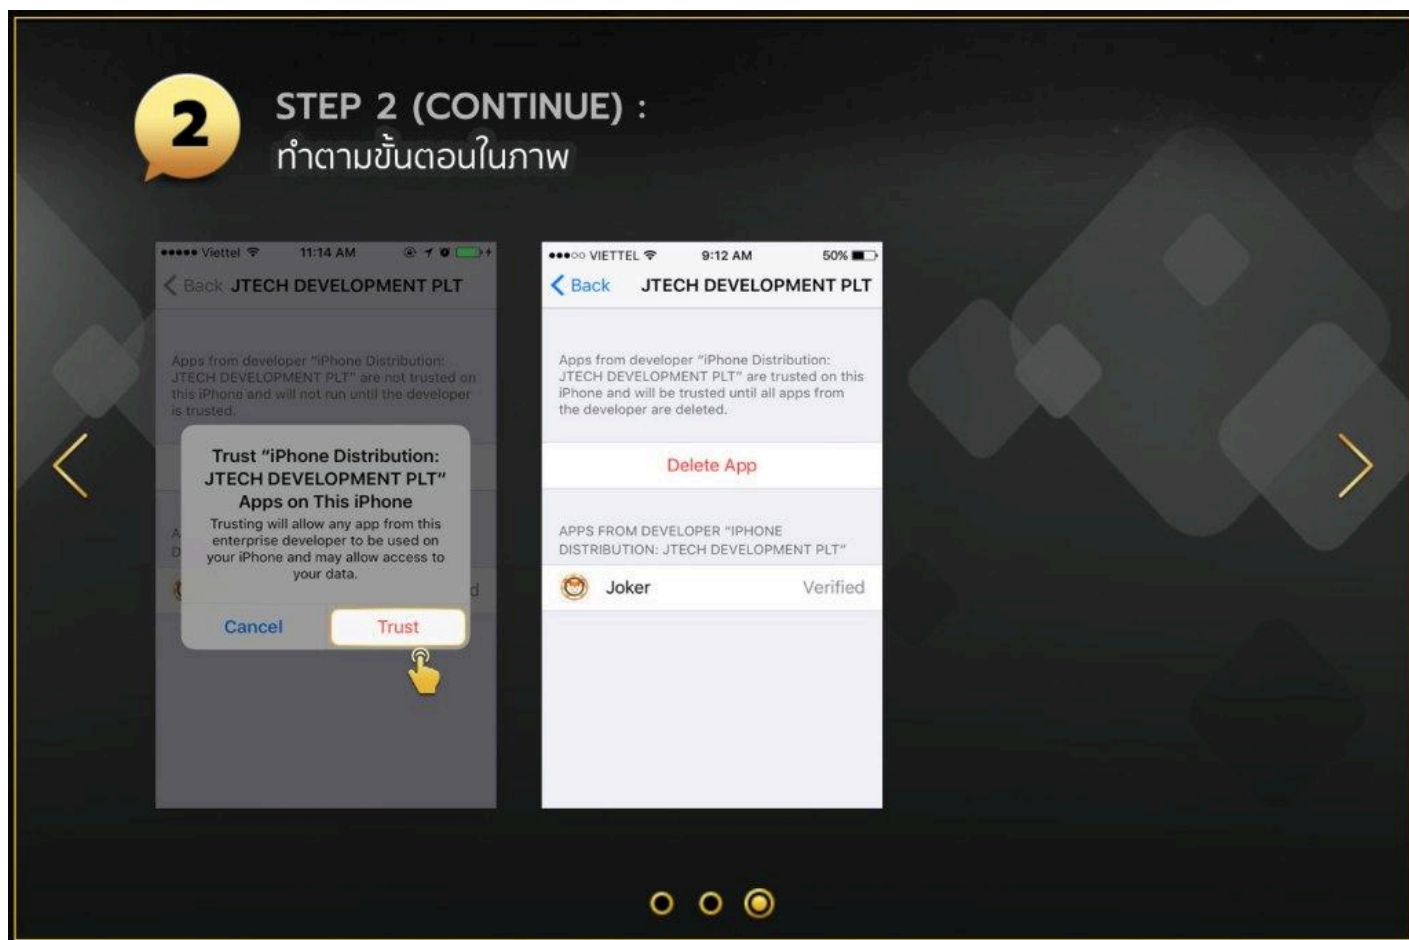 2
STEP 2 (CONTINUE) :
ทำตามขั้นตอนในภาพ
Viettel 11:14 AM
Back JTECH DEVELOPMENT PLT
Apps from developer "iPhone Distribution:
JTECH DEVELOPMENT PLT" are not trusted on
this iPhone and will not run until the developer
is trusted.
Trust "iPhone Distribution:
JTECH DEVELOPMENT PLT"
Apps on This iPhone
Trusting will allow any app from this
enterprise developer to be used on
your iPhone and may allow access to
your data.
Cancel Trust
VIETTEL 9:12 AM 50%
Back JTECH DEVELOPMENT PLT
Apps from developer "iPhone Distribution:
JTECH DEVELOPMENT PLT" are trusted on this
iPhone and will be trusted until all apps from
the developer are deleted.
Delete App
APPS FROM DEVELOPER "IPHONE
DISTRIBUTION: JTECH DEVELOPMENT PLT"
Joker Verified